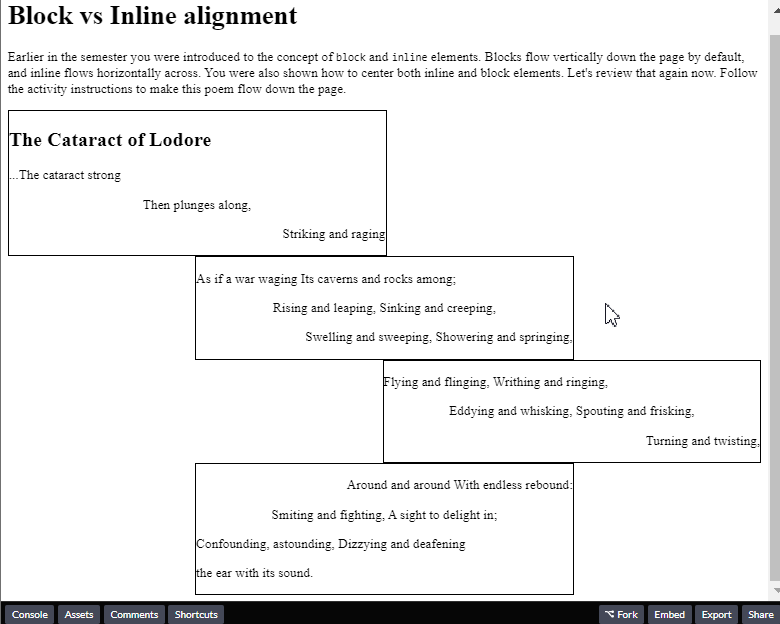 Block vs Inline alignment
Earlier in the semester you were introduced to the concept of block and inline elements. Blocks flow vertically down the page by default,
and inline flows horizontally across. You were also shown how to center both inline and block elements. Let's review that again now. Follow
the activity instructions to make this poem flow down the page.
The Cataract of Lodore
...The cataract strong
Then plunges along,
Striking and raging
As if a war waging Its caverns and rocks among;
Rising and leaping, Sinking and creeping,
Swelling and sweeping, Showering and springing,
Flying and flinging, Writhing and ringing,
Eddying and whisking, Spouting and frisking,
Turning and twisting,
Around and around With endless rebound:
Smiting and fighting, A sight to delight in;
Confounding, astounding, Dizzying and deafening
the ear with its sound.
Console Assets Comments Shortcuts Fork Embed Export Share